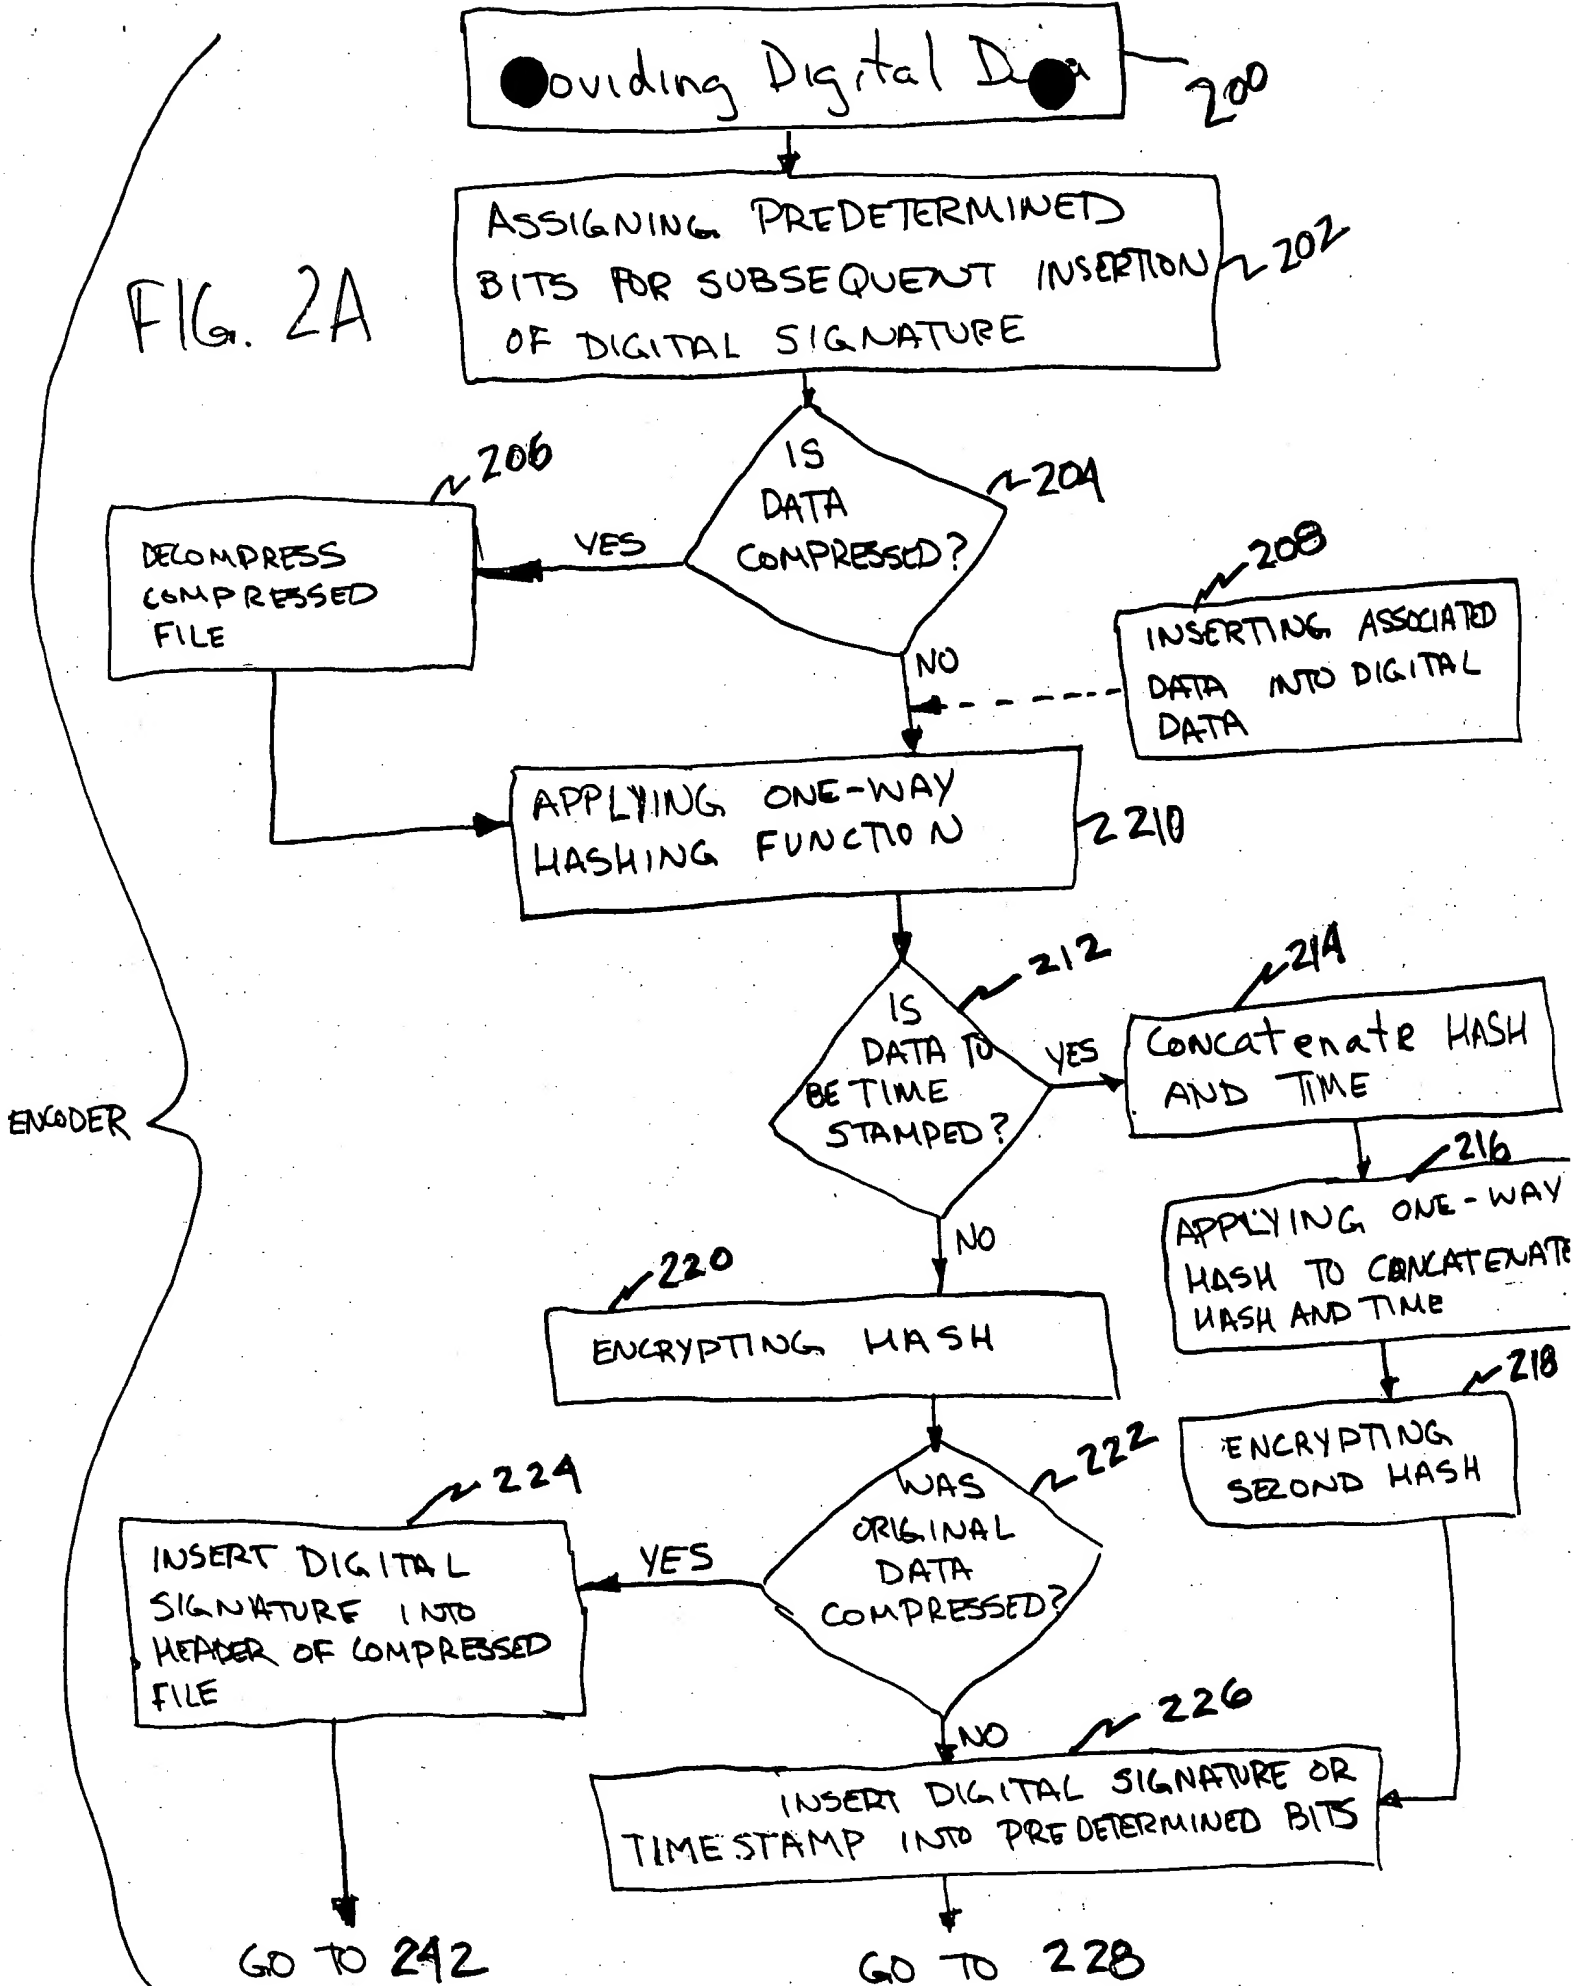 oviding Digital D
200
ASSIGNING PREDETERMINED
BITS FOR SUBSEQUENT INSERTION
OF DIGITAL SIGNATURE
202
FIG. 2A
IS
DATA
COMPRESSED?
204
206
YES
DECOMPRESS
COMPRESSED
FILE
NO
208
INSERTING ASSOCIATED
DATA INTO DIGITAL
DATA
APPLYING ONE-WAY
HASHING FUNCTION
210
IS
DATA TO
BE TIME
STAMPED?
212
YES
214
CONCatenate HASH
AND TIME
ENCODER
216
APPLYING ONE-WAY
HASH TO CONCATENATE
HASH AND TIME
NO
220
ENCRYPTING HASH
218
ENCRYPTING
SECOND HASH
WAS
ORIGINAL
DATA
COMPRESSED?
222
224
YES
INSERT DIGITAL
SIGNATURE INTO
HEADER OF COMPRESSED
FILE
NO
226
INSERT DIGITAL SIGNATURE OR
TIME STAMP INTO PREDETERMINED BITS
GO TO 242
GO TO 228